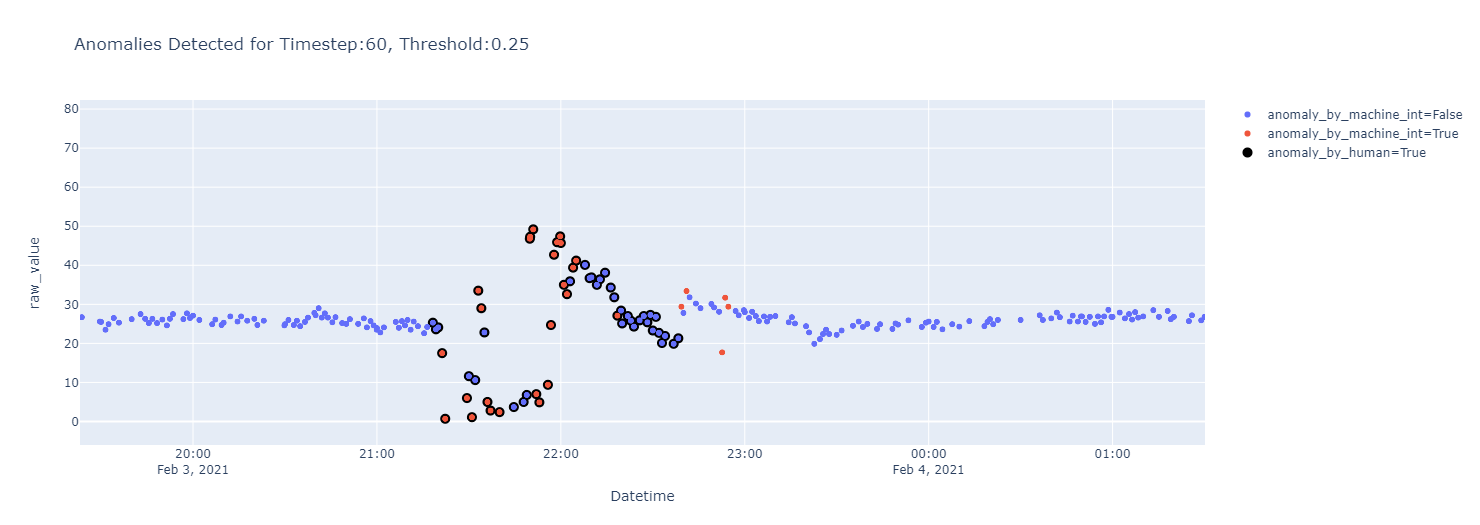 Anomalies Detected for Timestep:60, Threshold:0.25
anomaly_by_machine_int=False
anomaly_by_machine_int=True
anomaly_by_human=True
raw_value
80
70
60
50
40
30
20
10
0
20:00
21:00
22:00
23:00
00:00
01:00
Feb 3, 2021
Feb 4, 2021
Datetime